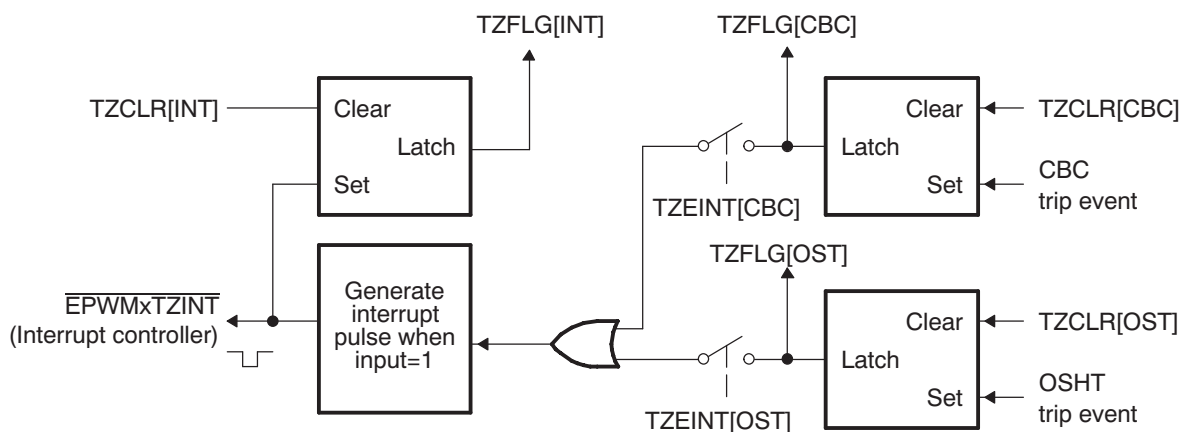 TZFLG[INT]
TZFLG[CBC]
TZCLR[INT]
Clear
Latch
Set
Clear
Latch
Set
TZCLR[CBC]
CBC
trip event
TZEINT[CBC]
TZFLG[OST]
EPWMxTZINT
(Interrupt controller)
Generate
interrupt
pulse when
input=1
Clear
Latch
Set
TZCLR[OST]
OSHT
trip event
TZEINT[OST]